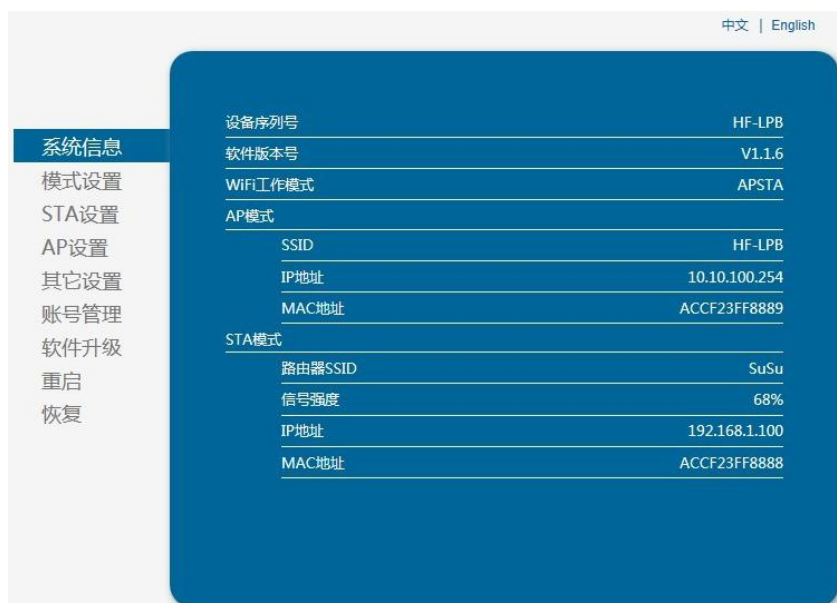 中文 | English
系统信息
模式设置
STA设置
AP设置
其它设置
账号管理
软件升级
重启
恢复
设备序列号 HF-LPB
软件版本号 V1.1.6
WiFi工作模式 APSTA
AP模式
SSID HF-LPB
IP地址 10.10.100.254
MAC地址 ACCF23FF8889
STA模式
路由器SSID SuSu
信号强度 68%
IP地址 192.168.1.100
MAC地址 ACCF23FF8888